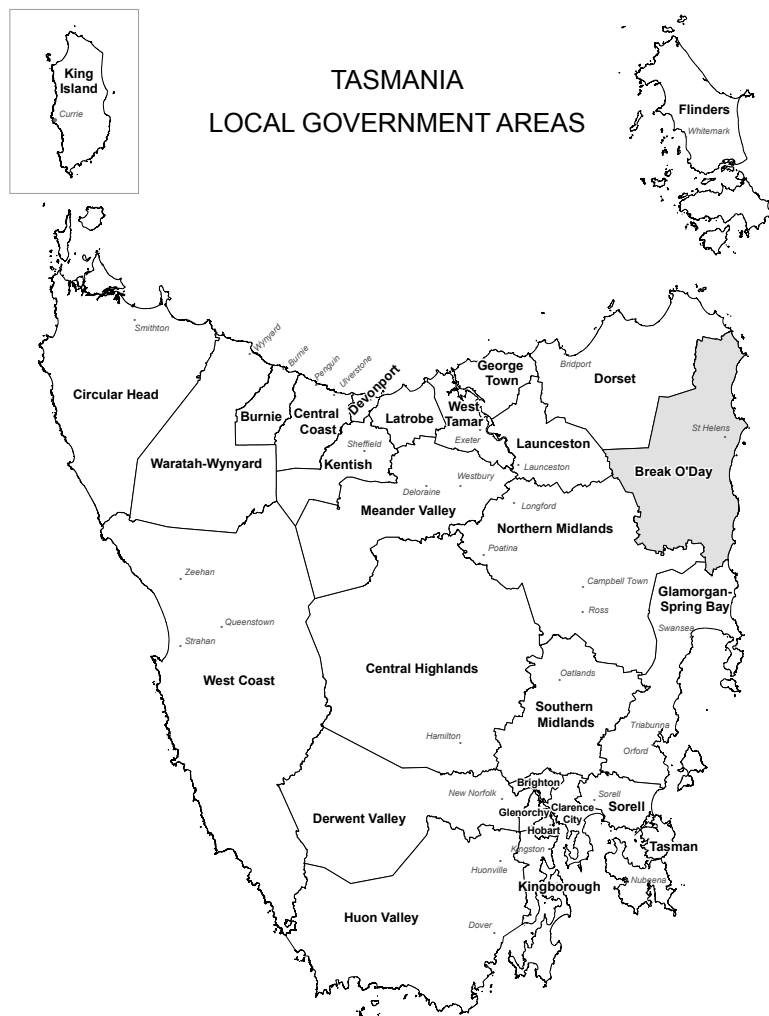 TASMANIA
LOCAL GOVERNMENT AREAS
King
Island
Currie
Flinders
Whitemark
Smithton
Wynyard
Burnie
Penguin
Ulverstone
Devonport
George
Town
Bridport
Dorset
Circular Head
Burnie
Central
Coast
Latrobe
West
Tamar
Exeter
Launceston
Launceston
St Helens
Sheffield
Kentish
Waratah-Wynyard
Westbury
Deloraine
Meander Valley
Break O'Day
Longford
Northern Midlands
Poatina
Zeehan
Campbell Town
Ross
Glamorgan-
Spring Bay
Swansea
Queenstown
Strahan
West Coast
Central Highlands
Oatlands
Southern
Midlands
Hamilton
Triabunna
Orford
Brighton
New Norfolk
Sorell
Sorell
Glenorchy
Clarence
City
Derwent Valley
Hobart
Kingston
Tasman
Huonville
Nubeena
Kingborough
Huon Valley
Dover